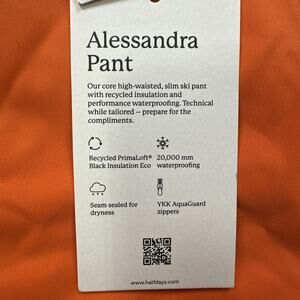 Alessandra
Pant
Our core high-waisted, slim ski pant
with recycled insulation and
performance waterproofing. Technical
while tailored — prepare for the
compliments.
Recycled PrimaLoft®
Black Insulation Eco
20,000 mm
waterproofing
Seam sealed for
dryness
YKK AquaGuard
zippers
www.halfdays.com